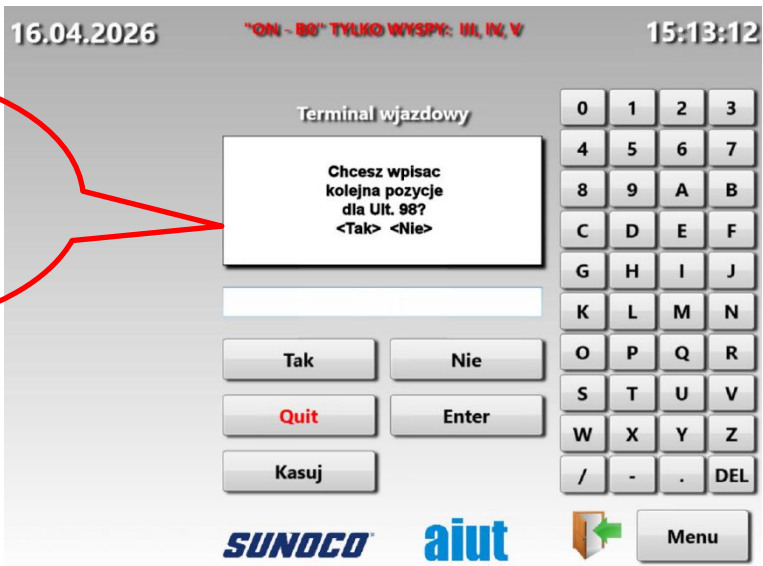 16.04.2026
"ON - B0" TYLKO WYSPY: III, IV, V
15:13:12
Terminal wjazdowy
Chcesz wpisac
kolejna pozycje
dla Ult. 98?
<Tak> <Nie>
Tak Nie
Quit Enter
Kasuj
0 1 2 3
4 5 6 7
8 9 A B
C D E F
G H I J
K L M N
O P Q R
S T U V
W X Y Z
/ - . DEL
SUNOCO aiut
Menu